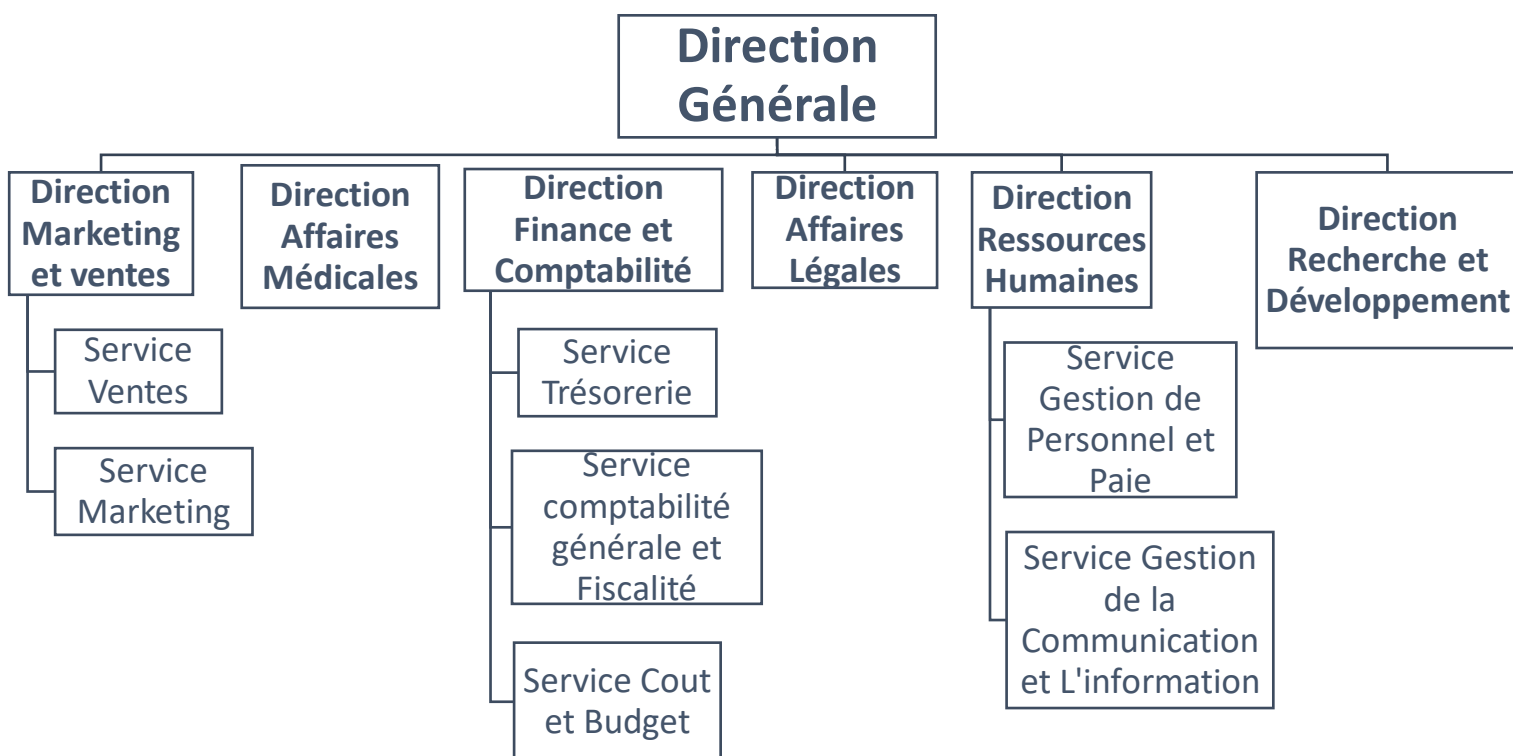 Direction
Générale
Direction
Marketing
et ventes
Direction
Affaires
Médicales
Direction
Finance et
Comptabilité
Direction
Affaires
Légales
Direction
Ressources
Humaines
Direction
Recherche et
Développement
Service
Ventes
Service
Marketing
Service
Trésorerie
Service
comptabilité
générale et
Fiscalité
Service Cout
et Budget
Service
Gestion de
Personnel et
Paie
Service Gestion
de la
Communication
et L'information